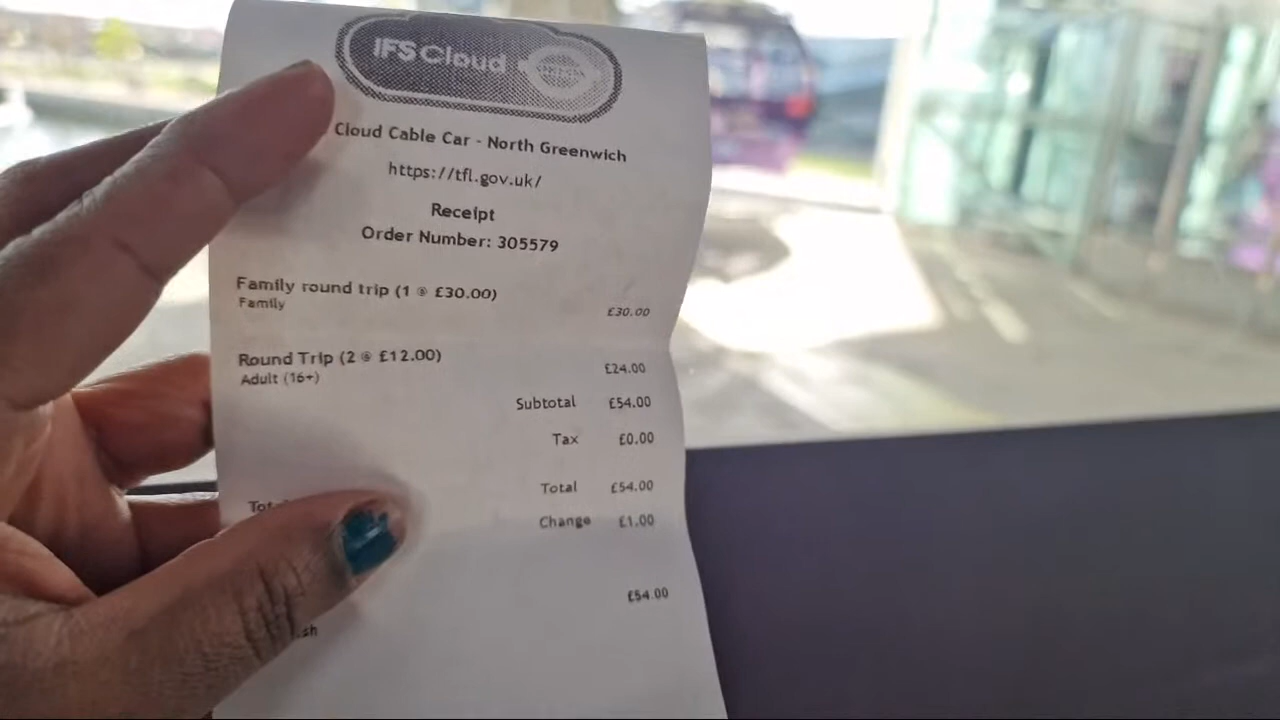 IFS Cloud
Cloud Cable Car - North Greenwich
https://tfl.gov.uk/
Receipt
Order Number: 305579
Family round trip (1 @ £30.00)
Family £30.00
Round Trip (2 @ £12.00)
Adult (16+) £24.00
Subtotal £54.00
Tax £0.00
Total £54.00
Change £1.00
£54.00